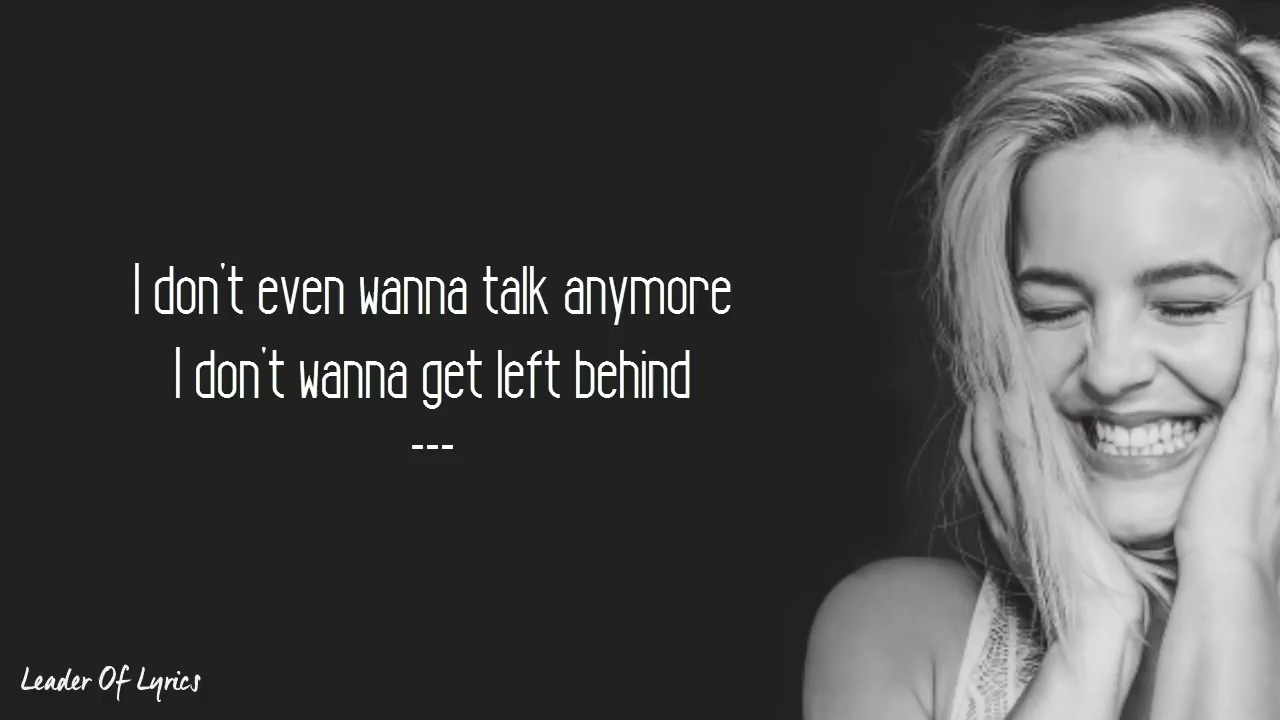 I don't even wanna talk anymore
I don't wanna get left behind
---
Leader Of Lyrics